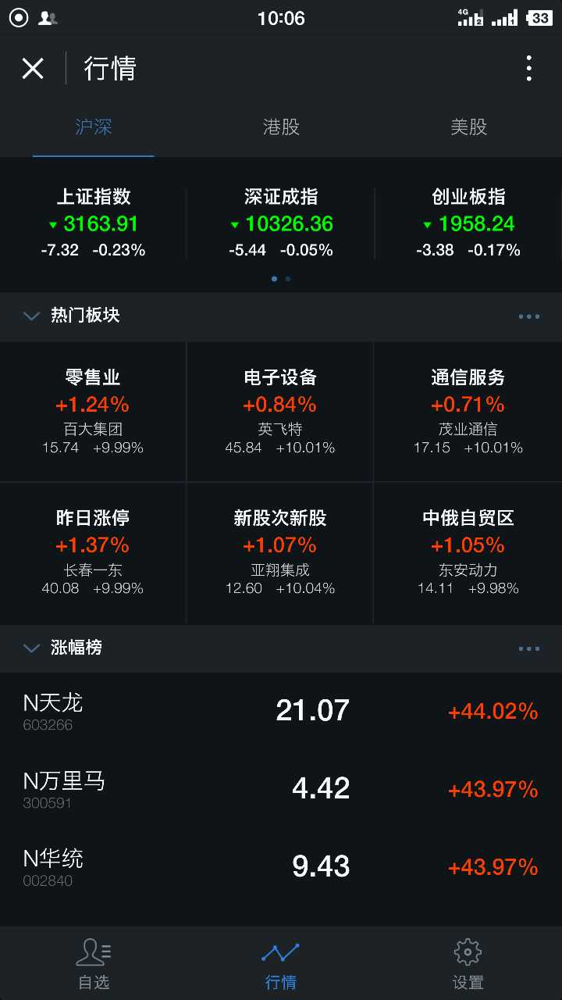 10:06 4G 2 1 33
行情
沪深 港股 美股
上证指数 深证成指 创业板指
3163.91 10326.36 1958.24
-7.32 -0.23% -5.44 -0.05% -3.38 -0.17%
热门板块
零售业 电子设备 通信服务
+1.24% +0.84% +0.71%
百大集团 英飞特 茂业通信
15.74 +9.99% 45.84 +10.01% 17.15 +10.01%
昨日涨停 新股次新股 中俄自贸区
+1.37% +1.07% +1.05%
长春一东 亚翔集成 东安动力
40.08 +9.99% 12.60 +10.04% 14.11 +9.98%
涨幅榜
N天龙 21.07 +44.02%
603266
N万里马 4.42 +43.97%
300591
N华统 9.43 +43.97%
002840
自选 行情 设置